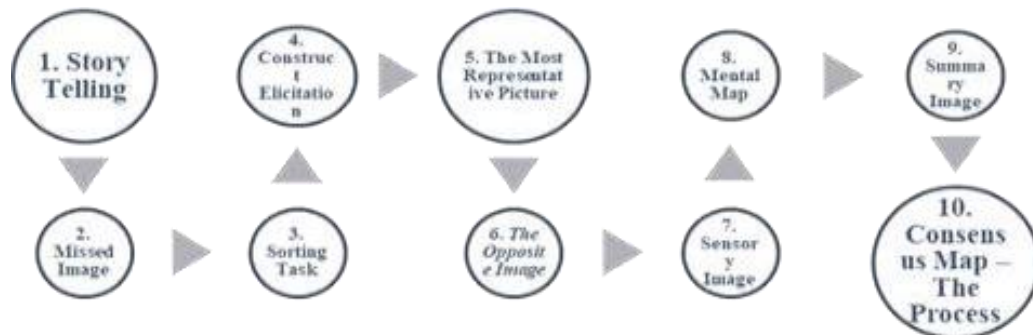 1. Story
Telling
2.
Missed
Image
3.
Sorting
Task
4.
Construc
t
Elicitatio
n
5. The Most
Representat
ive Picture
6. The
Opposit
e Image
7.
Sensor
y
Image
8.
Mental
Map
9.
Summa
ry
Image
10.
Consens
us Map –
The
Process